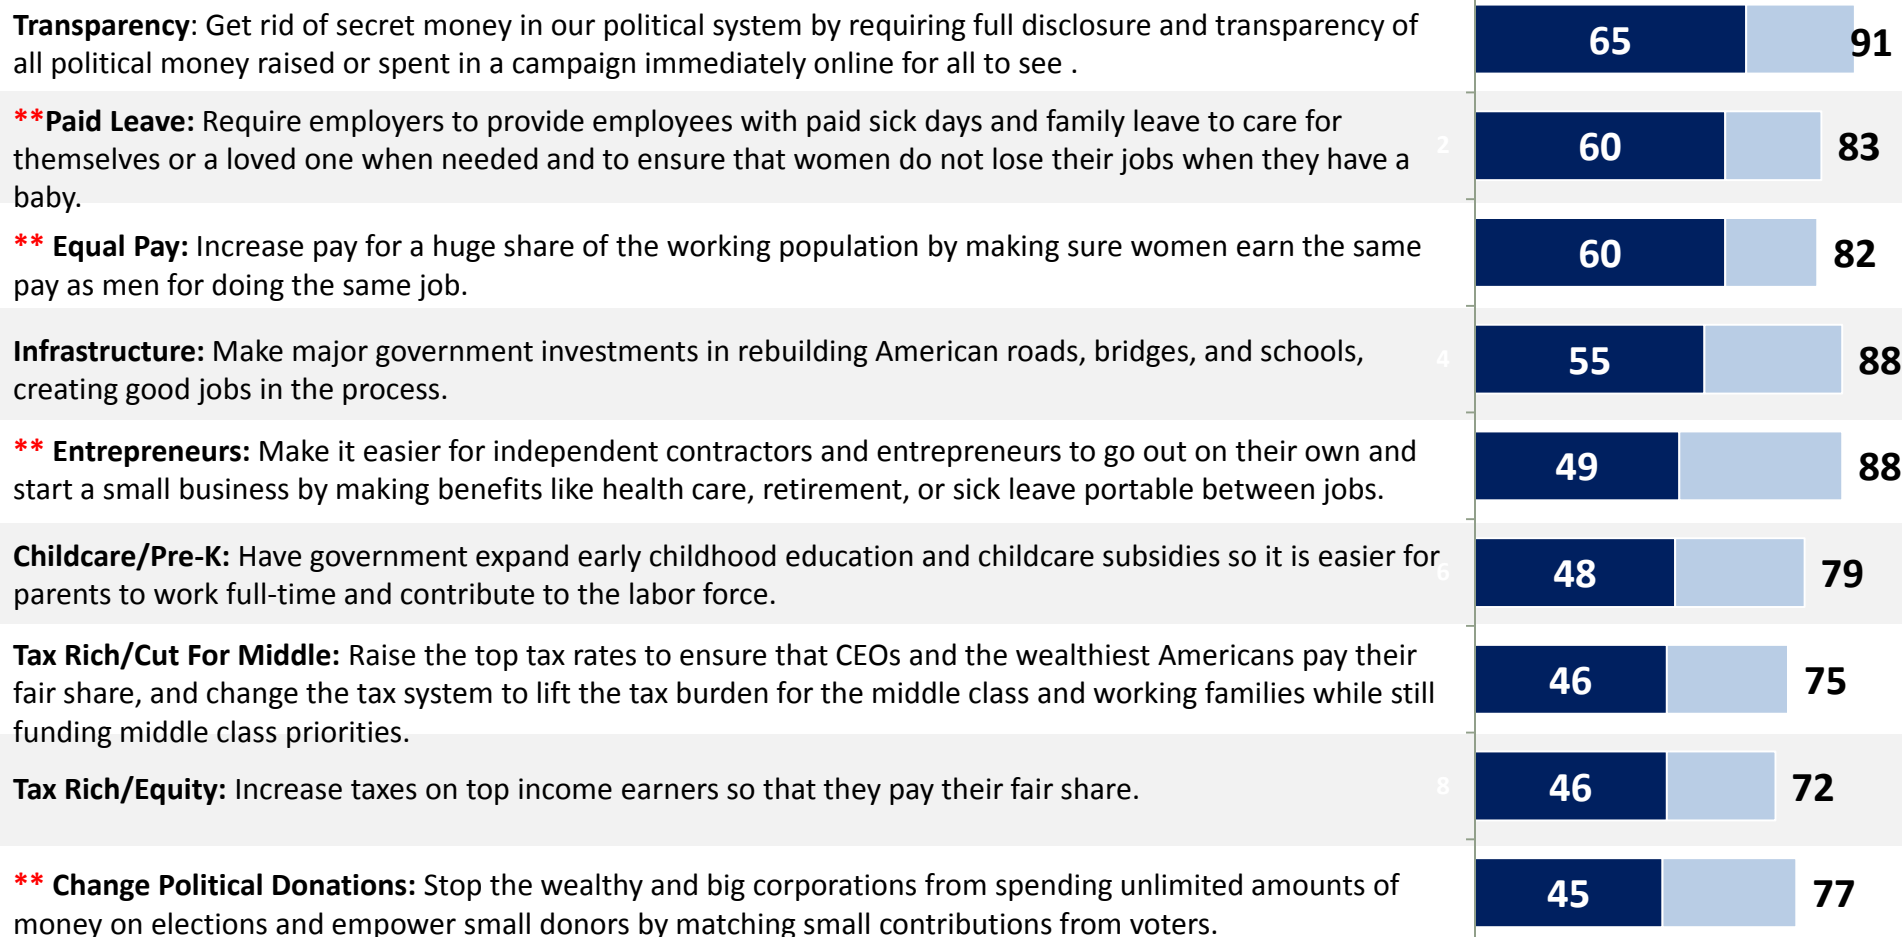 Transparency: Get rid of secret money in our political system by requiring full disclosure and transparency of
all political money raised or spent in a campaign immediately online for all to see .
65 91
**Paid Leave: Require employers to provide employees with paid sick days and family leave to care for
themselves or a loved one when needed and to ensure that women do not lose their jobs when they have a
baby.
2 60 83
** Equal Pay: Increase pay for a huge share of the working population by making sure women earn the same
pay as men for doing the same job.
60 82
Infrastructure: Make major government investments in rebuilding American roads, bridges, and schools,
creating good jobs in the process.
4 55 88
** Entrepreneurs: Make it easier for independent contractors and entrepreneurs to go out on their own and
start a small business by making benefits like health care, retirement, or sick leave portable between jobs.
49 88
Childcare/Pre-K: Have government expand early childhood education and childcare subsidies so it is easier for
parents to work full-time and contribute to the labor force.
6 48 79
Tax Rich/Cut For Middle: Raise the top tax rates to ensure that CEOs and the wealthiest Americans pay their
fair share, and change the tax system to lift the tax burden for the middle class and working families while still
funding middle class priorities.
46 75
Tax Rich/Equity: Increase taxes on top income earners so that they pay their fair share.
8 46 72
** Change Political Donations: Stop the wealthy and big corporations from spending unlimited amounts of
money on elections and empower small donors by matching small contributions from voters.
45 77